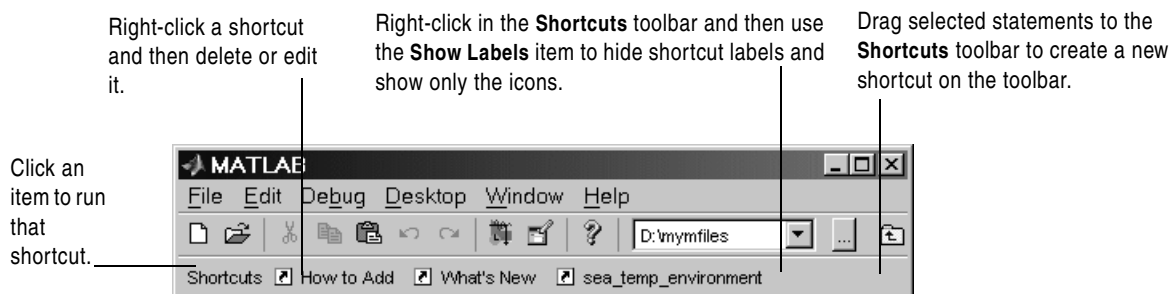 Right-click a shortcut
and then delete or edit
it.
Right-click in the Shortcuts toolbar and then use
the Show Labels item to hide shortcut labels and
show only the icons.
Drag selected statements to the
Shortcuts toolbar to create a new
shortcut on the toolbar.
Click an
item to run
that
shortcut.
MATLAB
File Edit Debug Desktop Window Help
D:\mymfiles ...
Shortcuts How to Add What's New sea_temp_environment